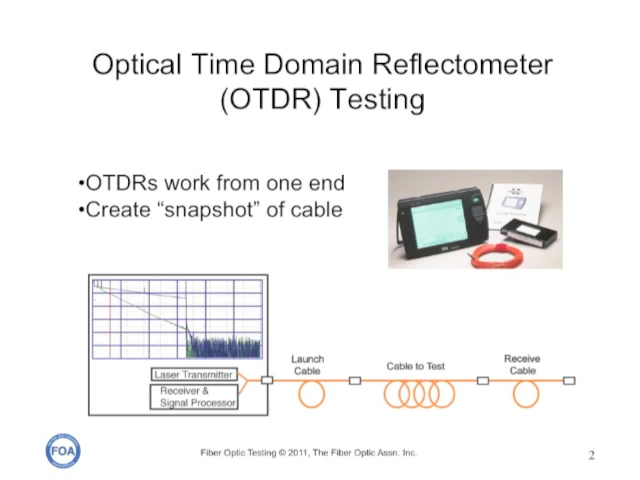 Optical Time Domain Reflectometer
(OTDR) Testing
•OTDRs work from one end
•Create “snapshot” of cable
Laser Transmitter
Receiver &
Signal Processor
Launch
Cable
Cable to Test
Receive
Cable
FOA
Fiber Optic Testing © 2011, The Fiber Optic Assn. Inc.
2